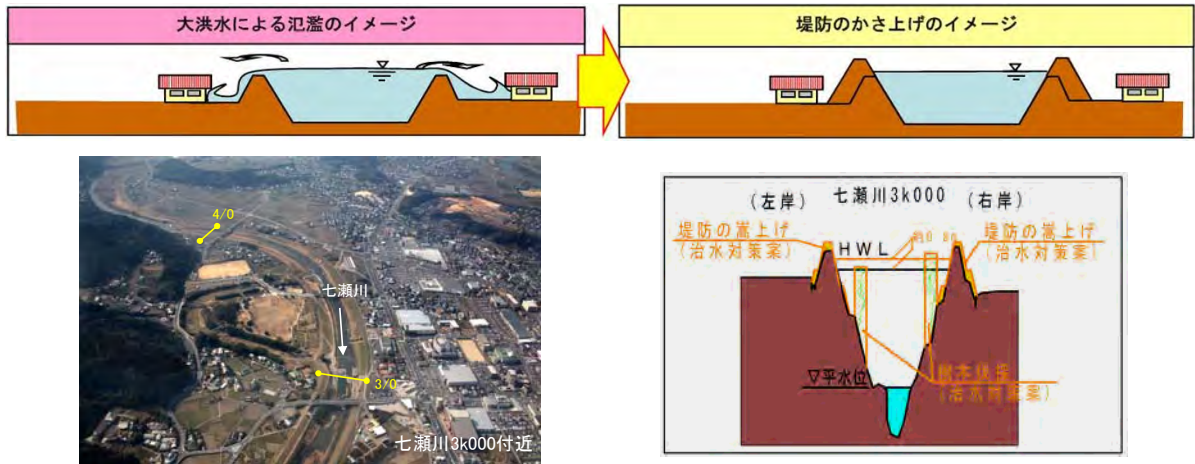 大洪水による氾濫のイメージ
堤防のかさ上げのイメージ
4/0
七瀬川
3/0
七瀬川3k000付近
七瀬川3k000
(左岸)
(右岸)
堤防の嵩上げ
(治水対策案)
HWL
堤防の嵩上げ
(治水対策案)
▽平水位
樹木伐採
(治水対策案)